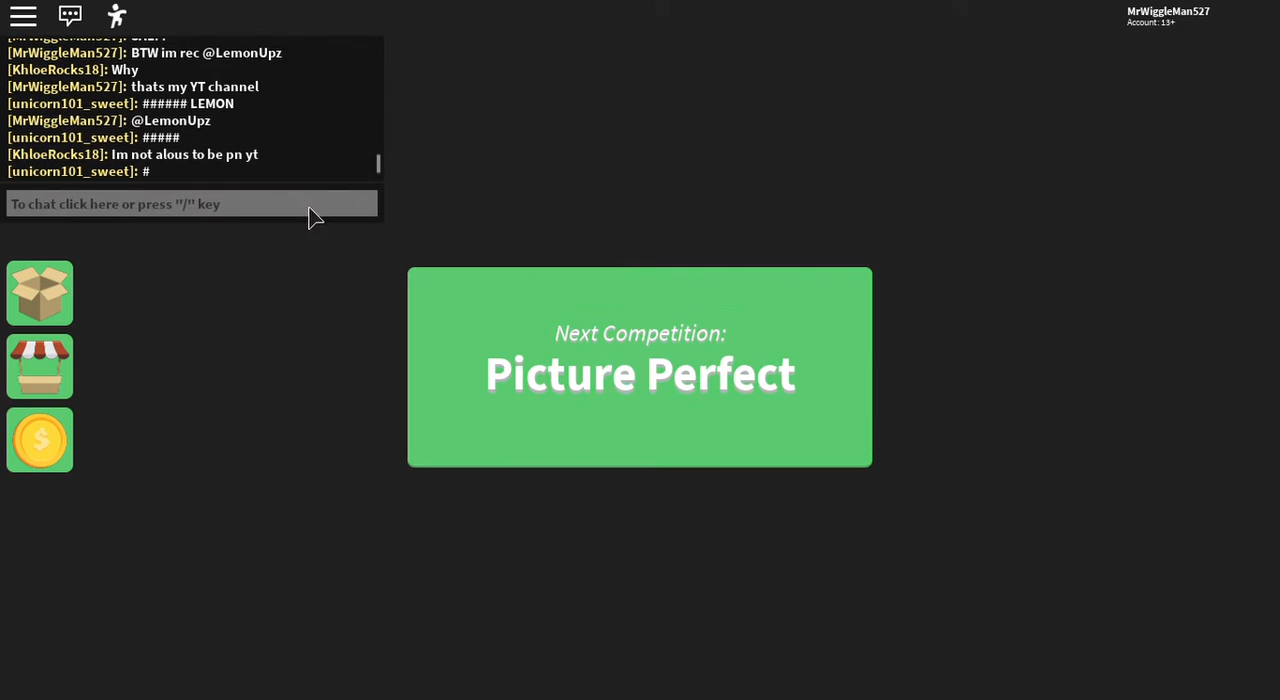 MrWiggleMan527
Account: 13+
[MrWiggleMan527]:
[MrWiggleMan527]: BTW im rec @LemonUpz
[KhloeRocks18]: Why
[MrWiggleMan527]: thats my YT channel
[unicorn101_sweet]: ###### LEMON
[MrWiggleMan527]: @LemonUpz
[unicorn101_sweet]: #####
[KhloeRocks18]: Im not alous to be pn yt
[unicorn101_sweet]: #
To chat click here or press "/" key
Next Competition:
Picture Perfect
$